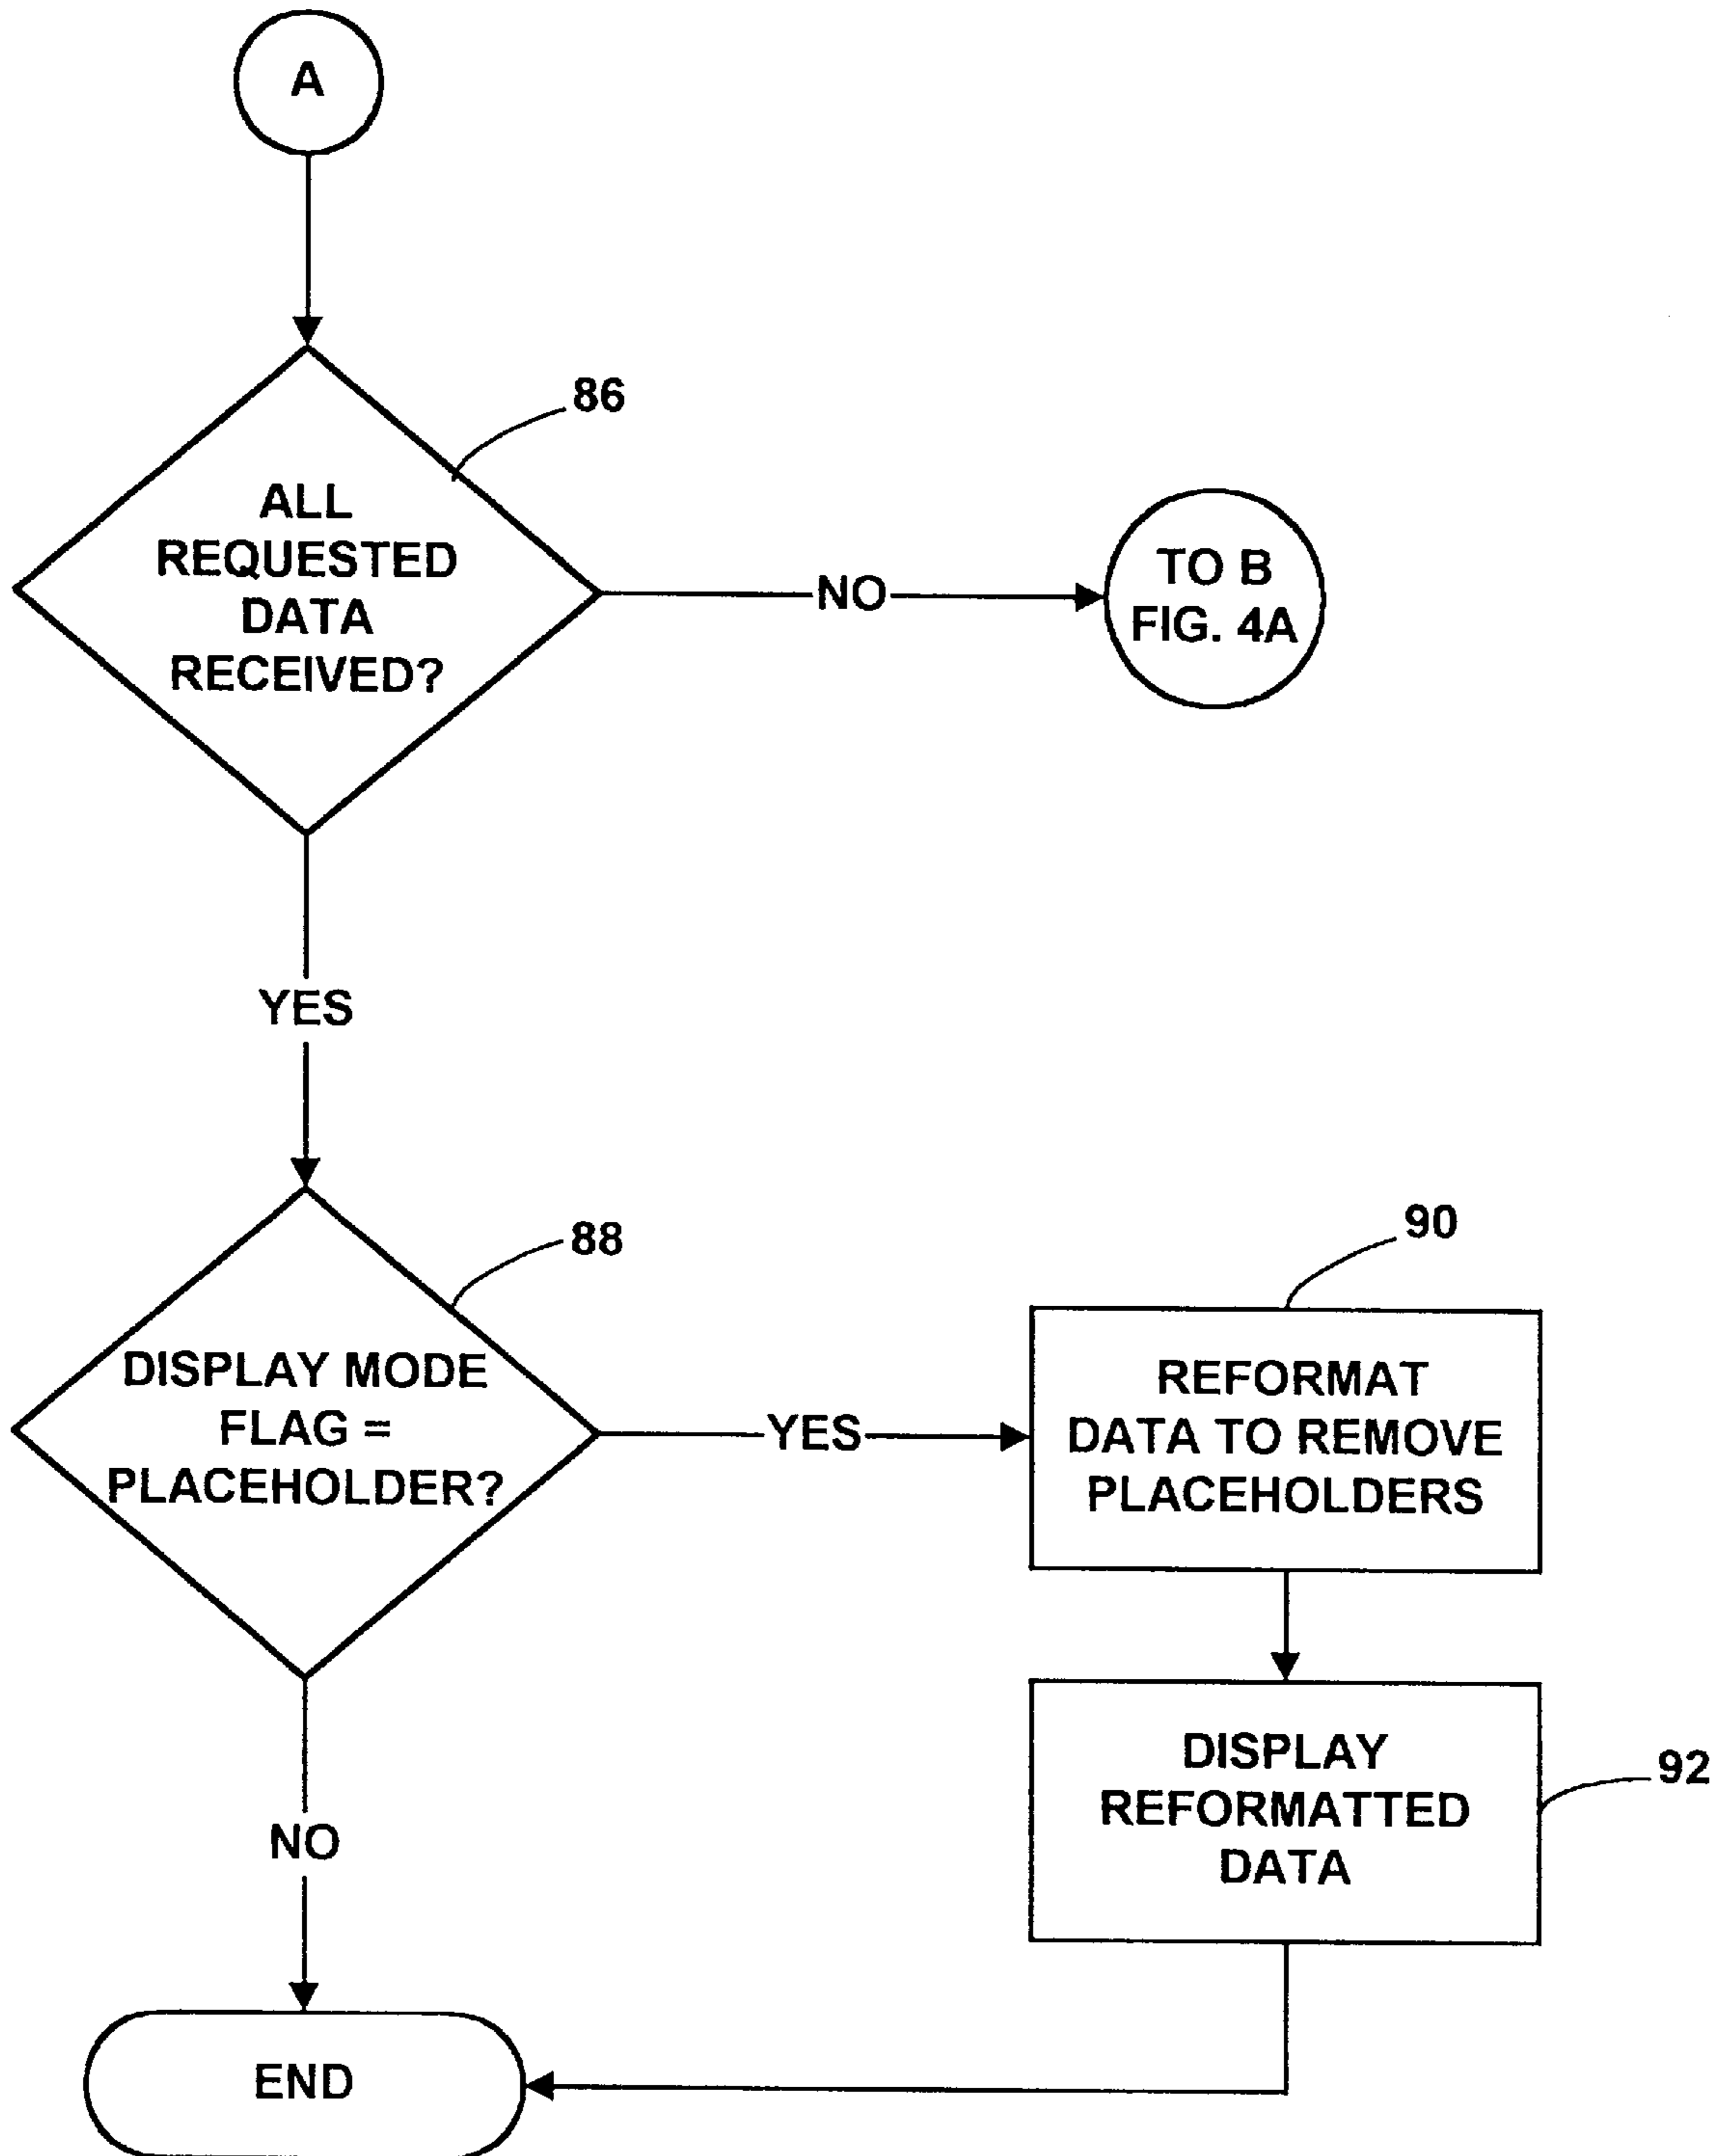 A
86
ALL
REQUESTED
DATA
RECEIVED?
NO
TO B
FIG. 4A
YES
88
DISPLAY MODE
FLAG =
PLACEHOLDER?
YES
90
REFORMAT
DATA TO REMOVE
PLACEHOLDERS
DISPLAY
REFORMATTED
DATA
92
NO
END